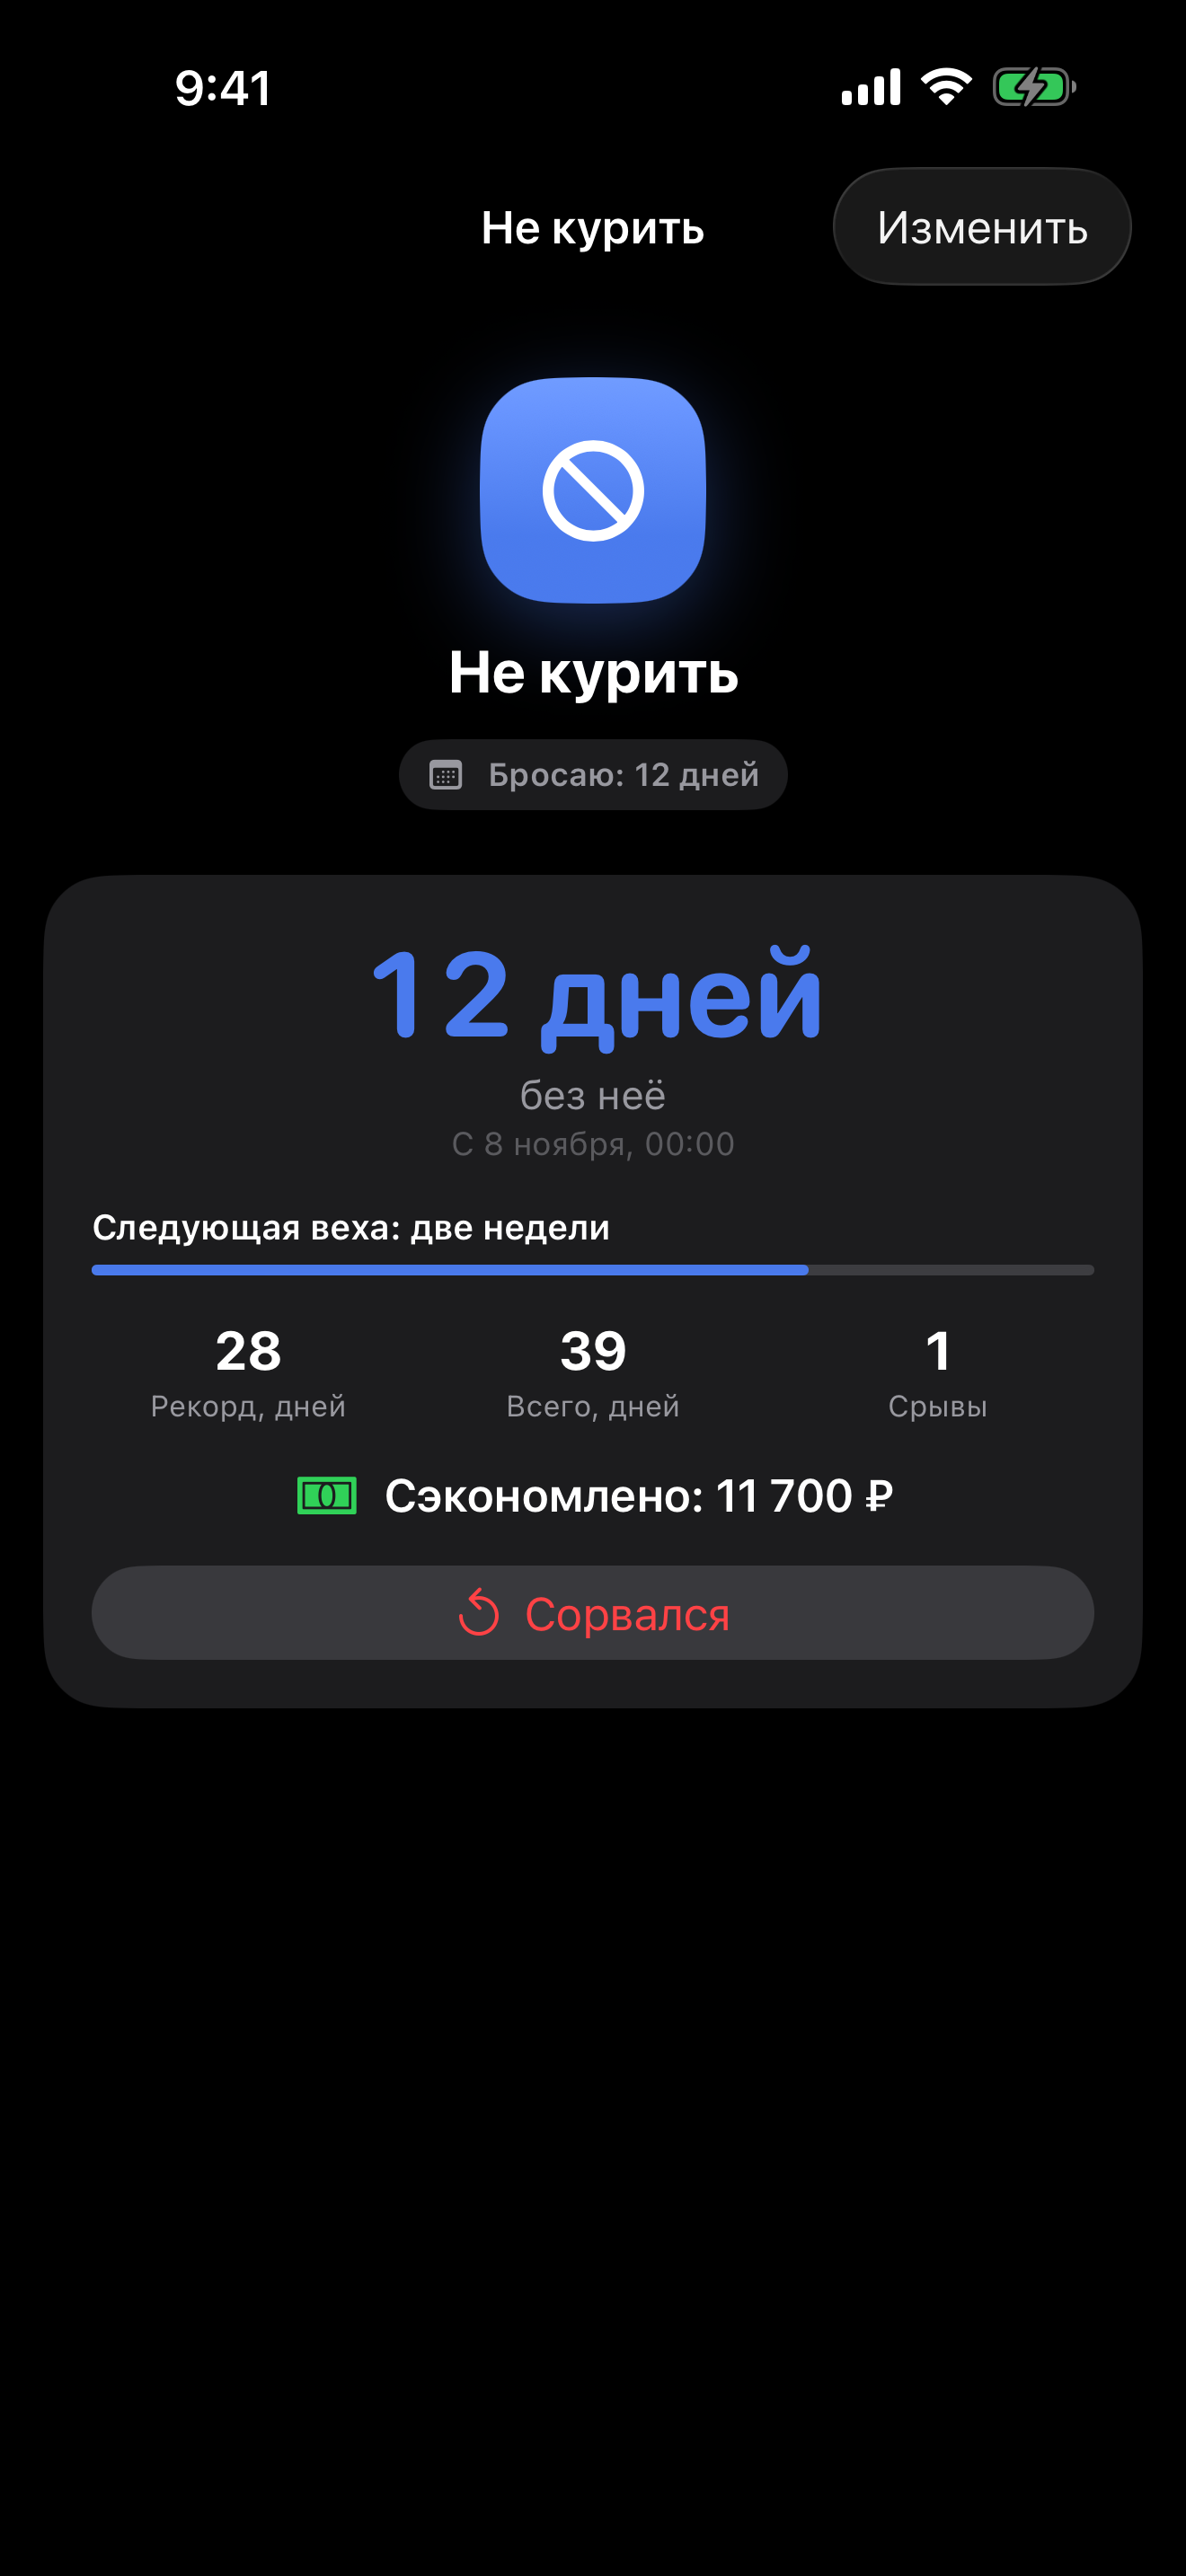 9:41
Не курить
Изменить
Не курить
Бросаю: 12 дней
12 дней
без неё
С 8 ноября, 00:00
Следующая веха: две недели
28
Рекорд, дней
39
Всего, дней
1
Срывы
Сэкономлено: 11 700 ₽
Сорвался